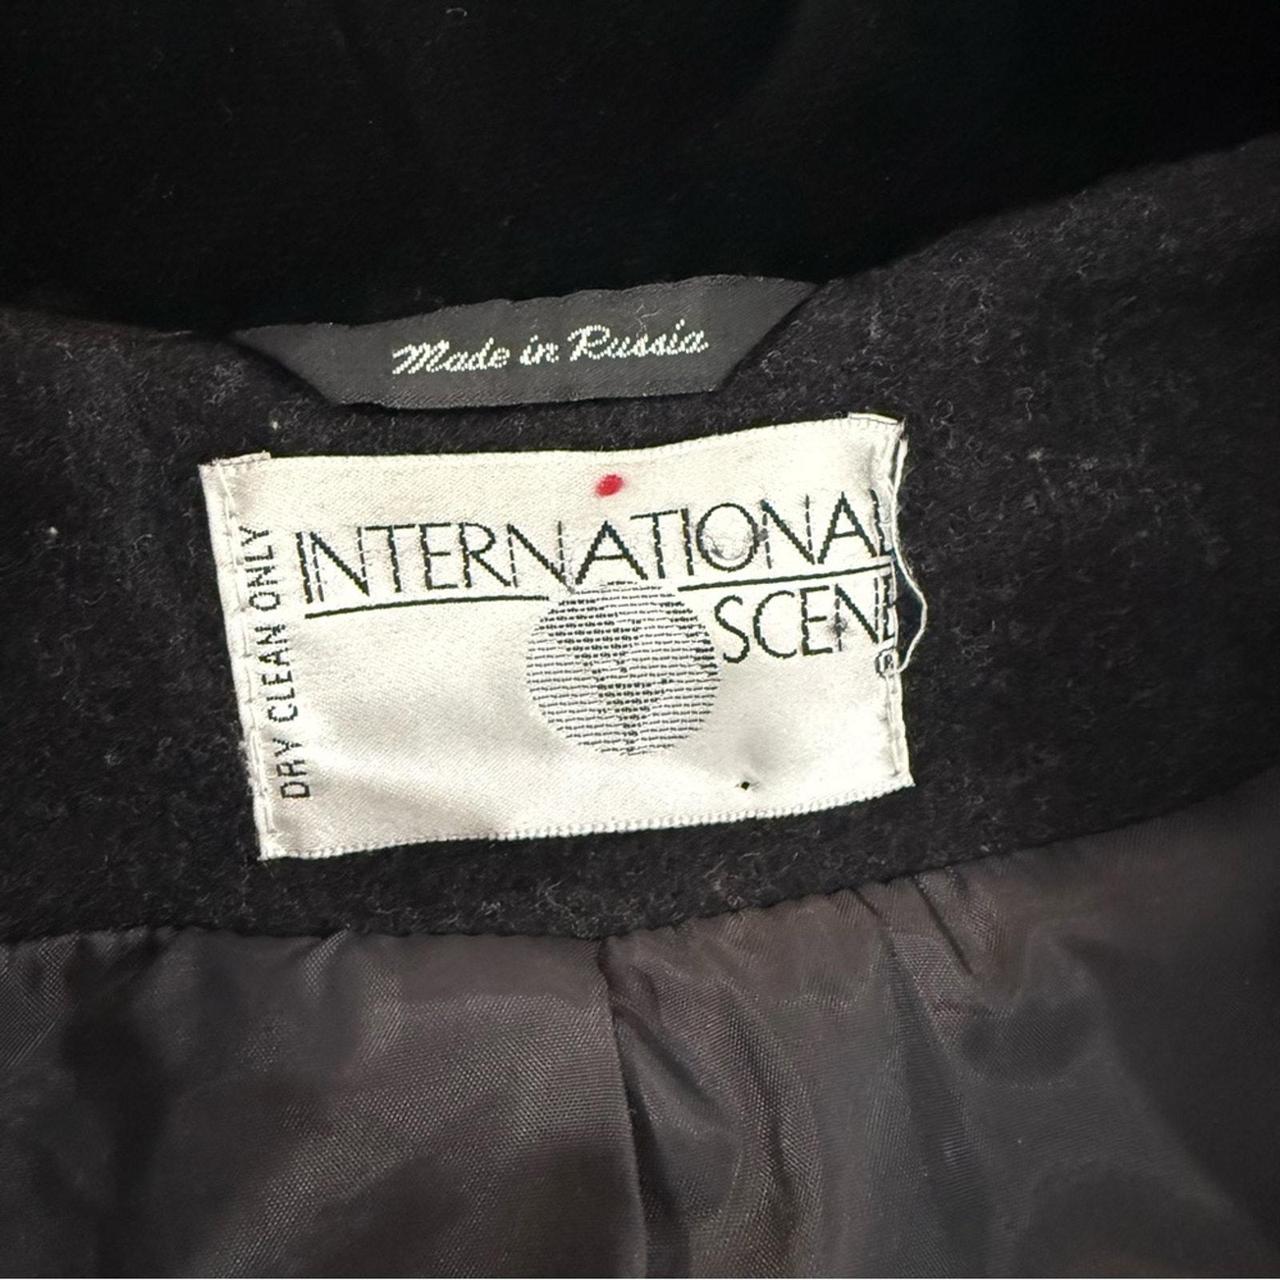 Made in Russia
INTERNATIONAL
SCENE
®
DRY CLEAN ONLY